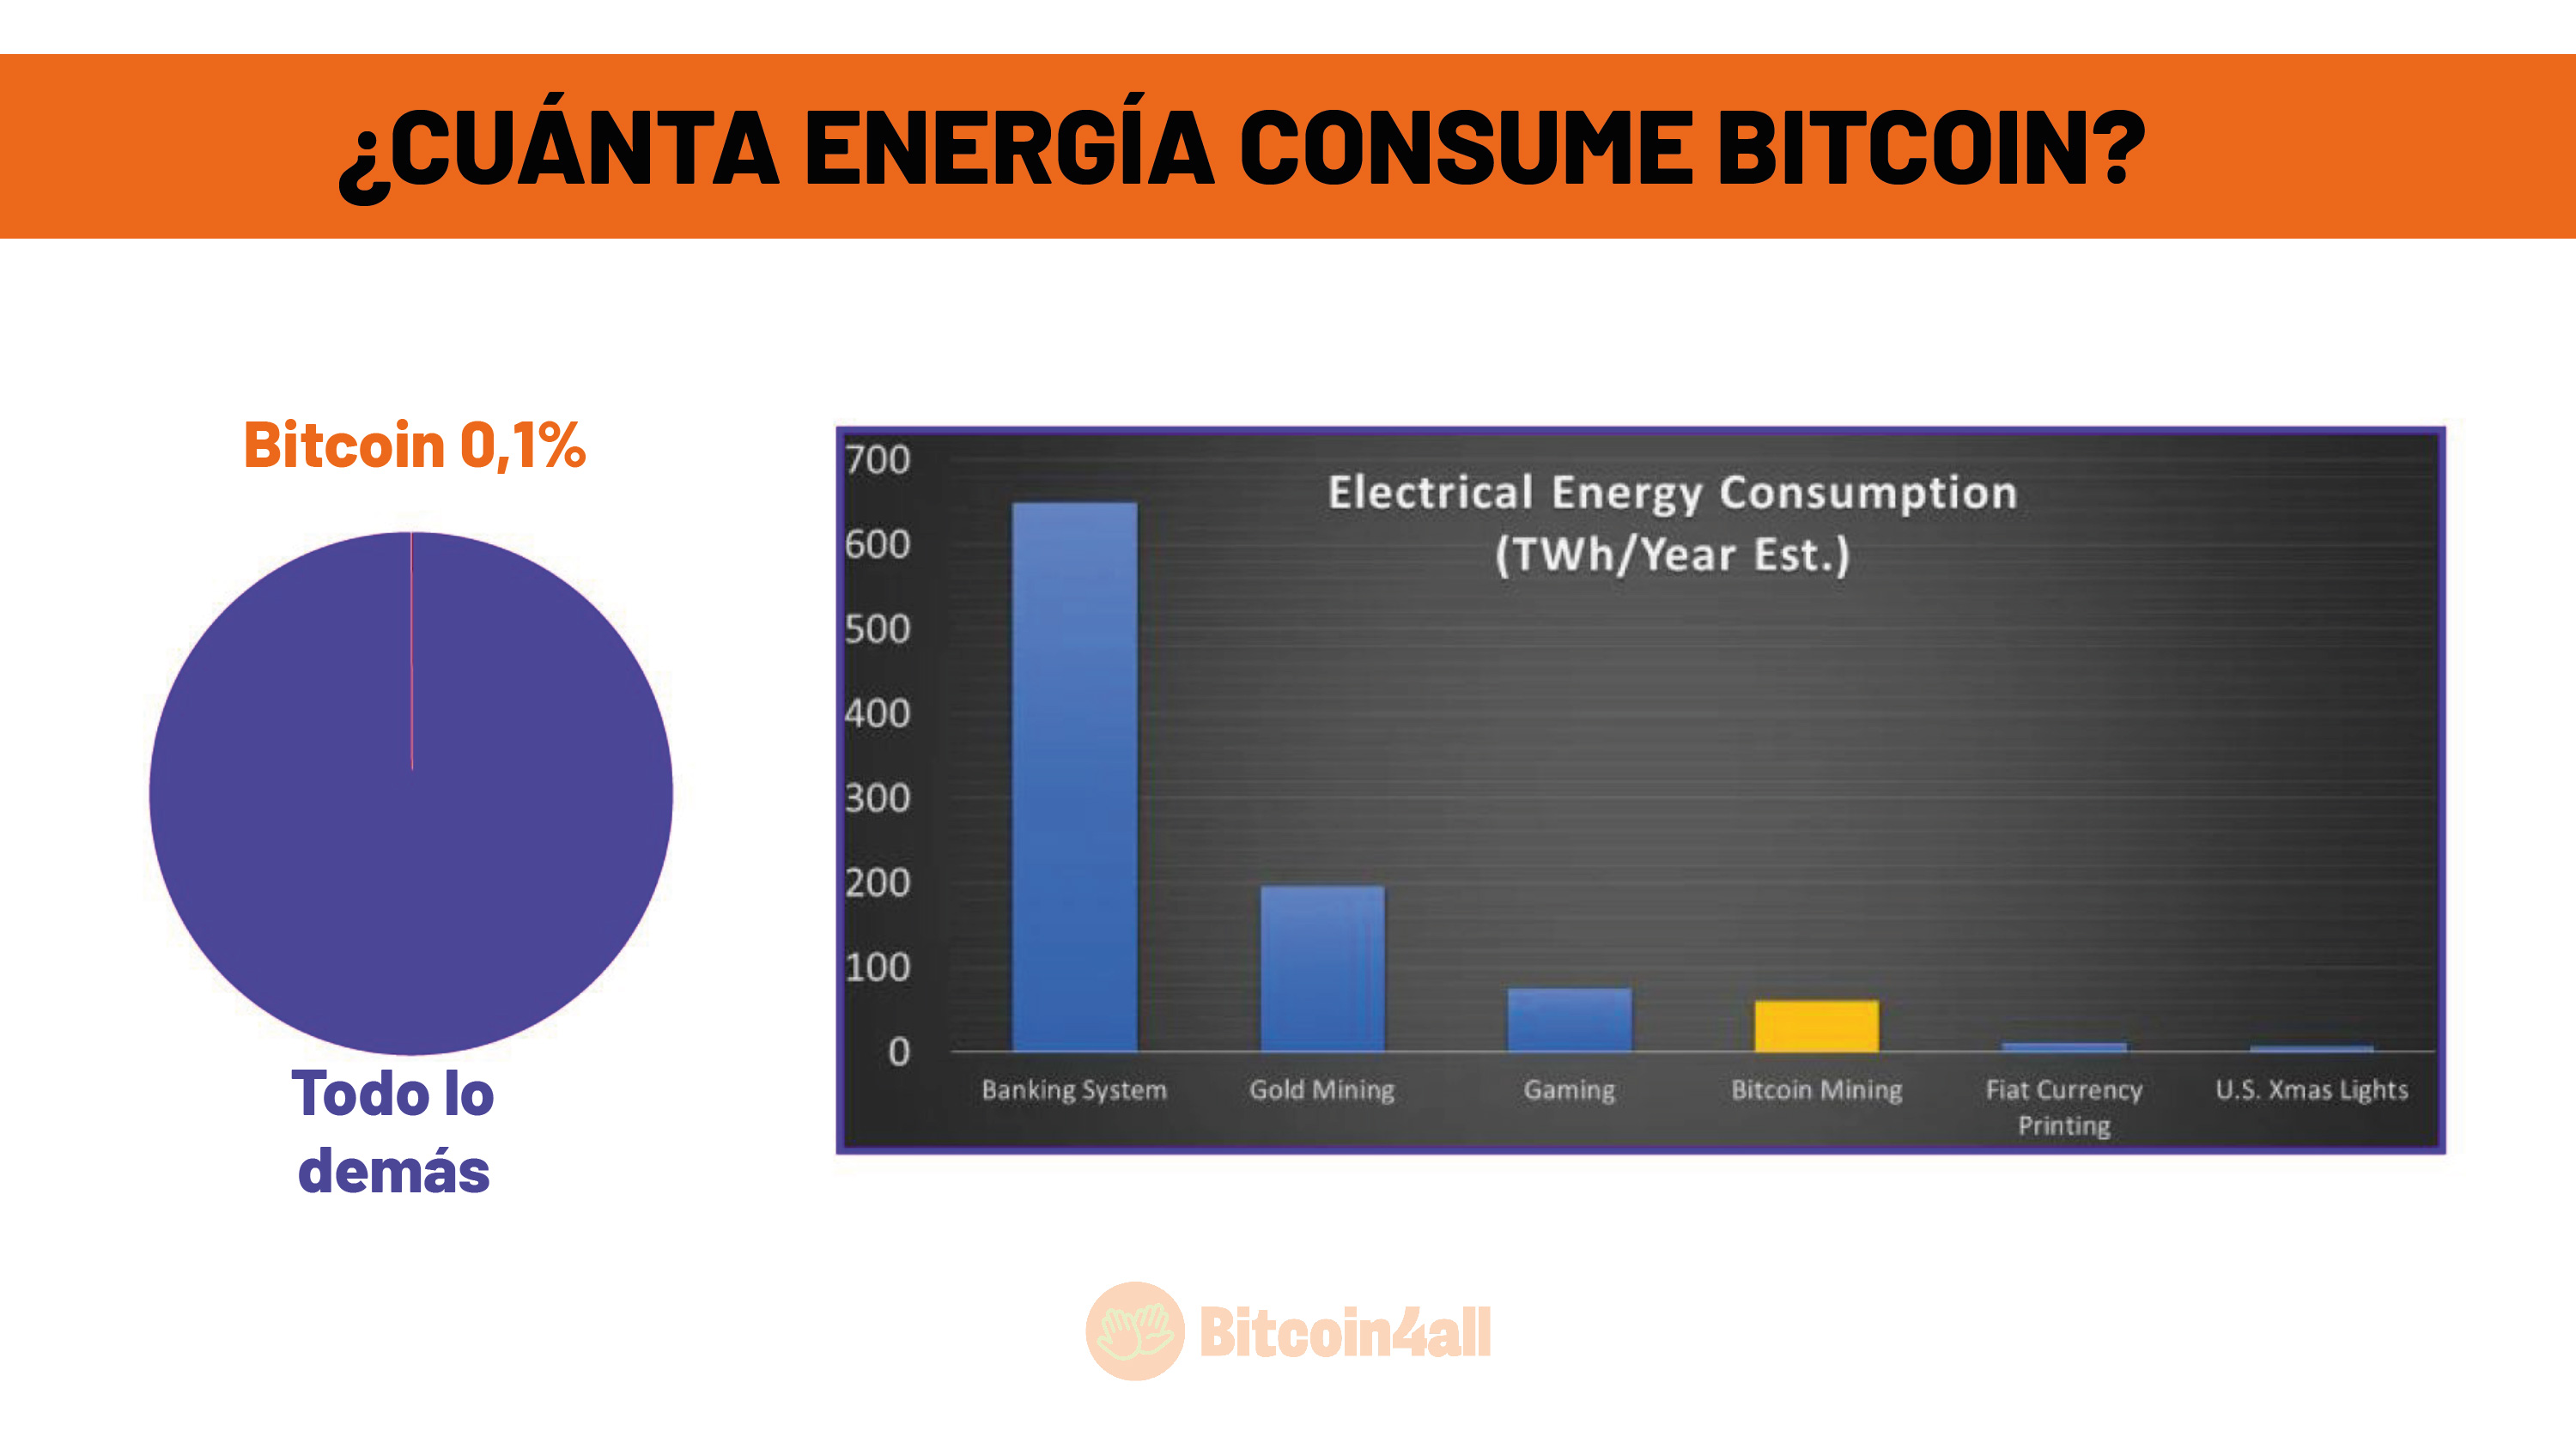 ¿CUÁNTA ENERGÍA CONSUME BITCOIN?
Bitcoin 0,1%
Todo lo
demás
Electrical Energy Consumption
(TWh/Year Est.)
700
600
500
400
300
200
100
0
Banking System
Gold Mining
Gaming
Bitcoin Mining
Fiat Currency
Printing
U.S. Xmas Lights
Bitcoin4all